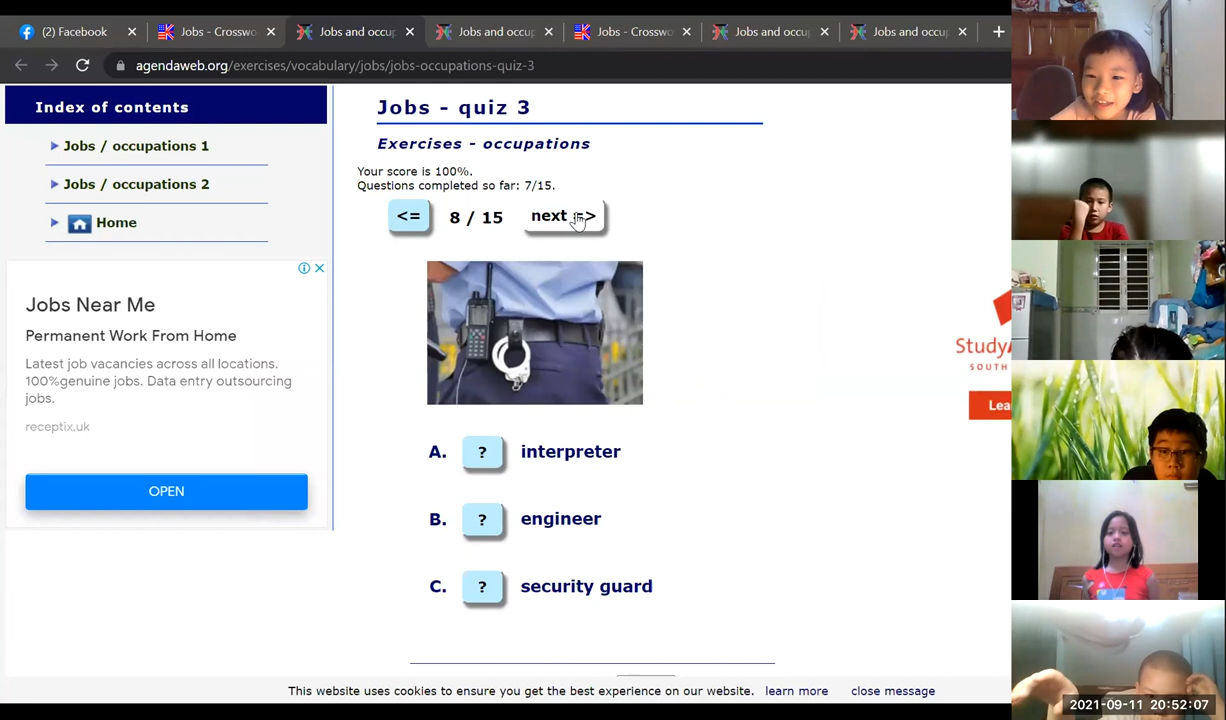 (2) Facebook
Jobs - Crosswo
Jobs and occup
Jobs and occup
Jobs - Crosswo
Jobs and occup
Jobs and occup
agendaweb.org/exercises/vocabulary/jobs/jobs-occupations-quiz-3
Index of contents
Jobs / occupations 1
Jobs / occupations 2
Home
Jobs Near Me
Permanent Work From Home
Latest job vacancies across all locations.
100%genuine jobs. Data entry outsourcing
jobs.
receptix.uk
OPEN
Jobs - quiz 3
Exercises - occupations
Your score is 100%.
Questions completed so far: 7/15.
<=
8 / 15
next =>
A. ? interpreter
B. ? engineer
C. ? security guard
StudyA
SOUTH
Lea
This website uses cookies to ensure you get the best experience on our website. learn more close message
2021-09-11 20:52:07